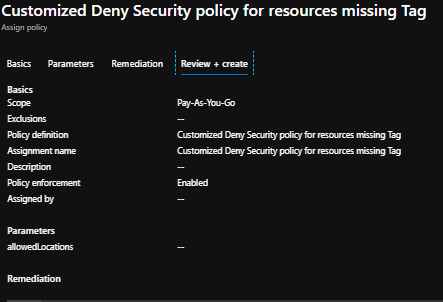 Customized Deny Security policy for resources missing Tag
Assign policy
Basics Parameters Remediation Review + create
Basics
Scope Pay-As-You-Go
Exclusions --
Policy definition Customized Deny Security policy for resources missing Tag
Assignment name Customized Deny Security policy for resources missing Tag
Description --
Policy enforcement Enabled
Assigned by --
Parameters
allowedLocations --
Remediation